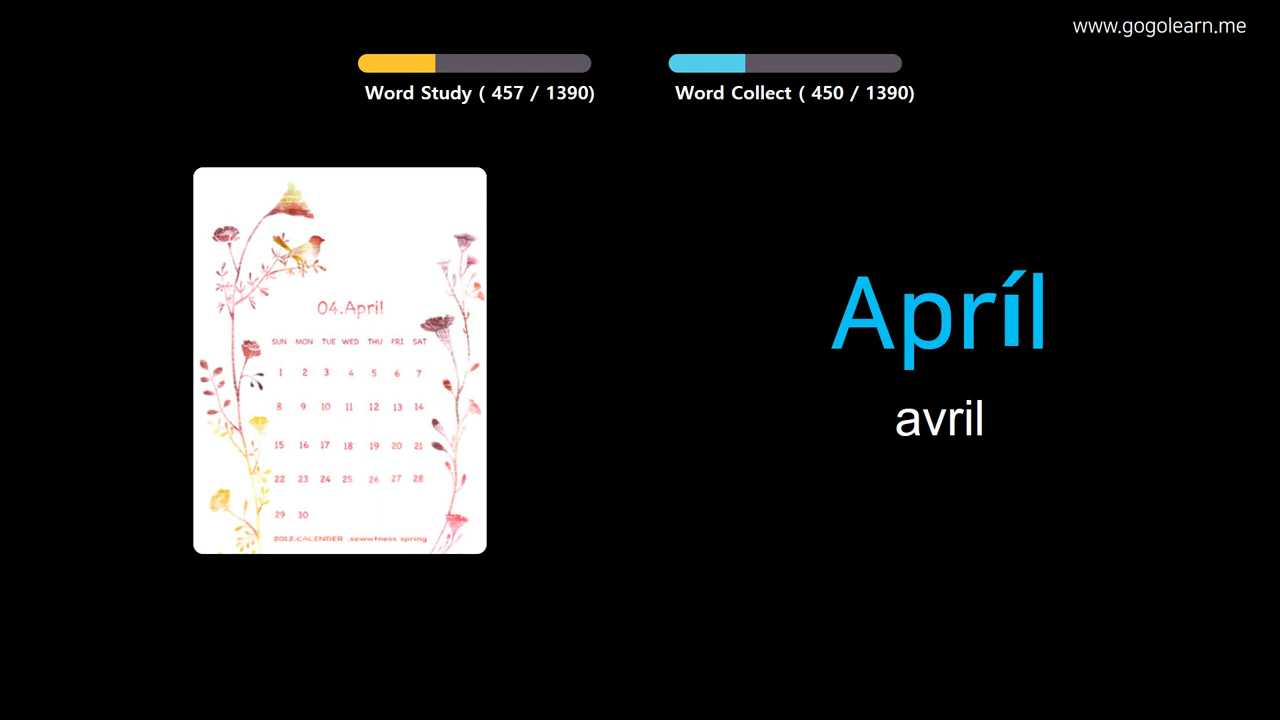 www.gogolearn.me
Word Study ( 457 / 1390)
Word Collect ( 450 / 1390)
04.April
SUN MON TUE WED THU FRI SAT
1 2 3 4 5 6 7
8 9 10 11 12 13 14
15 16 17 18 19 20 21
22 23 24 25 26 27 28
29 30
2012.CALENDER .sewwtness spring
Apríl
avril